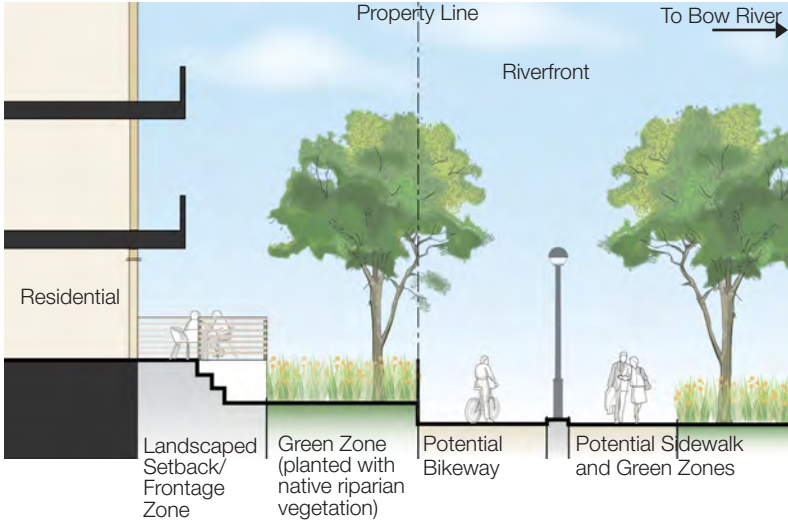 Property Line
To Bow River
Riverfront
Residential
Landscaped
Setback/
Frontage
Zone
Green Zone
(planted with
native riparian
vegetation)
Potential
Bikeway
Potential Sidewalk
and Green Zones